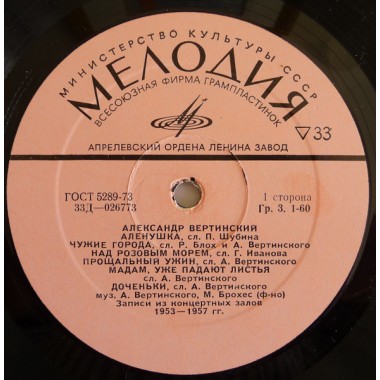 МИНИСТЕРСТВО КУЛЬТУРЫ СССР
МЕЛОДИЯ
ВСЕСОЮЗНАЯ ФИРМА ГРАМПЛАСТИНОК
33
АПРЕЛЕВСКИЙ ОРДЕНА ЛЕНИНА ЗАВОД
ГОСТ 5289-73
33Д—026773
1 сторона
Гр. 3. 1-60
АЛЕКСАНДР ВЕРТИНСКИЙ
АЛЕНУШКА, сл. П. Шубина
ЧУЖИЕ ГОРОДА, сл. Р. Блох и А. Вертинского
НАД РОЗОВЫМ МОРЕМ, сл. Г. Иванова
ПРОЩАЛЬНЫЙ УЖИН, сл. А. Вертинского
МАДАМ, УЖЕ ПАДАЮТ ЛИСТЬЯ
сл. А. Вертинского
ДОЧЕНЬКИ, сл. А. Вертинского
муз. А. Вертинского, М. Брохес (ф-но)
Записи из концертных залов
1953—1957 гг.